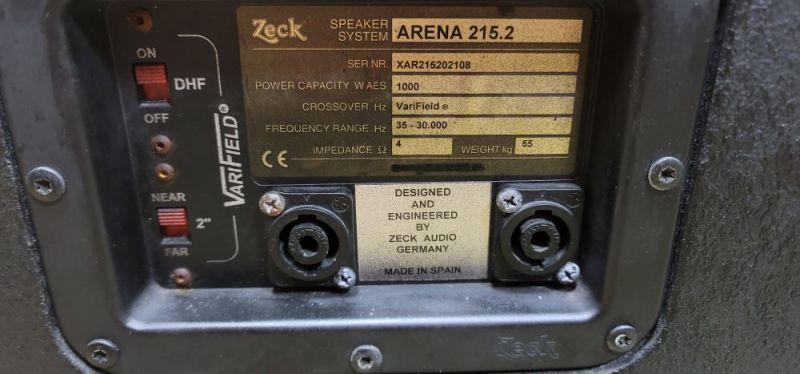 Zeck SPEAKER SYSTEM ARENA 215.2
SER.NR. XAR215202108
POWER CAPACITY W AES 1000
CROSSOVER Hz VariField ®
FREQUENCY RANGE Hz 35 - 30.000
IMPEDANCE Ω 4 WEIGHT kg 55
CE
ON
DHF
OFF
VARIFIELD®
NEAR
2"
FAR
DESIGNED
AND
ENGINEERED
BY
ZECK AUDIO
GERMANY
MADE IN SPAIN
Zeck